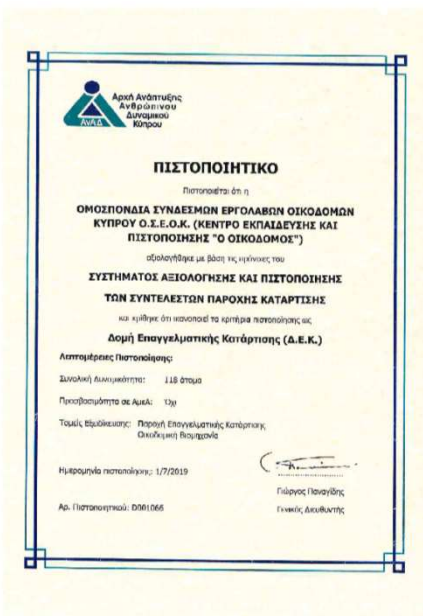 Αρχή Ανάπτυξης
Ανθρώπινου
Δυναμικού
Κύπρου
ΑνΑΔ
ΠΙΣΤΟΠΟΙΗΤΙΚΟ
Πιστοποιείται ότι η
ΟΜΟΣΠΟΝΔΙΑ ΣΥΝΔΕΣΜΩΝ ΕΡΓΟΛΑΒΩΝ ΟΙΚΟΔΟΜΩΝ
ΚΥΠΡΟΥ Ο.Σ.Ε.Ο.Κ. (ΚΕΝΤΡΟ ΕΚΠΑΙΔΕΥΣΗΣ ΚΑΙ
ΠΙΣΤΟΠΟΙΗΣΗΣ "Ο ΟΙΚΟΔΟΜΟΣ")
αξιολογήθηκε με βάση τις πρόνοιες του
ΣΥΣΤΗΜΑΤΟΣ ΑΞΙΟΛΟΓΗΣΗΣ ΚΑΙ ΠΙΣΤΟΠΟΙΗΣΗΣ
ΤΩΝ ΣΥΝΤΕΛΕΣΤΩΝ ΠΑΡΟΧΗΣ ΚΑΤΑΡΤΙΣΗΣ
και κρίθηκε ότι ικανοποιεί τα κριτήρια πιστοποίησης ως
Δομή Επαγγελματικής Κατάρτισης (Δ.Ε.Κ.)
Λεπτομέρειες Πιστοποίησης:
Συνολική Δυναμικότητα: 118 άτομα
Προσβασιμότητα σε ΑμεΑ: Όχι
Τομείς Εξειδίκευσης: Παροχή Επαγγελματικής Κατάρτισης
Οικοδομική Βιομηχανία
Ημερομηνία πιστοποίησης: 1/7/2019
Γιώργος Παναγίδης
Αρ. Πιστοποιητικού: D001066
Γενικός Διευθυντής